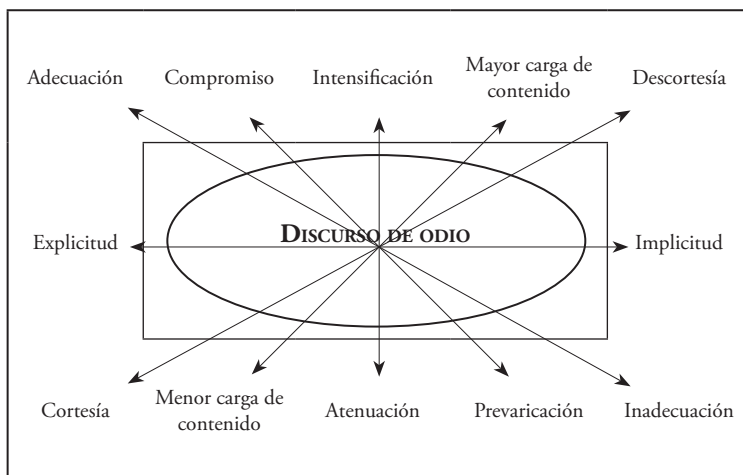 Adecuación
Compromiso
Intensificación
Mayor carga de
contenido
Descortesía
Explicitud
DISCURSO DE ODIO
Implicitud
Cortesía
Menor carga de
contenido
Atenuación
Prevaricación
Inadecuación